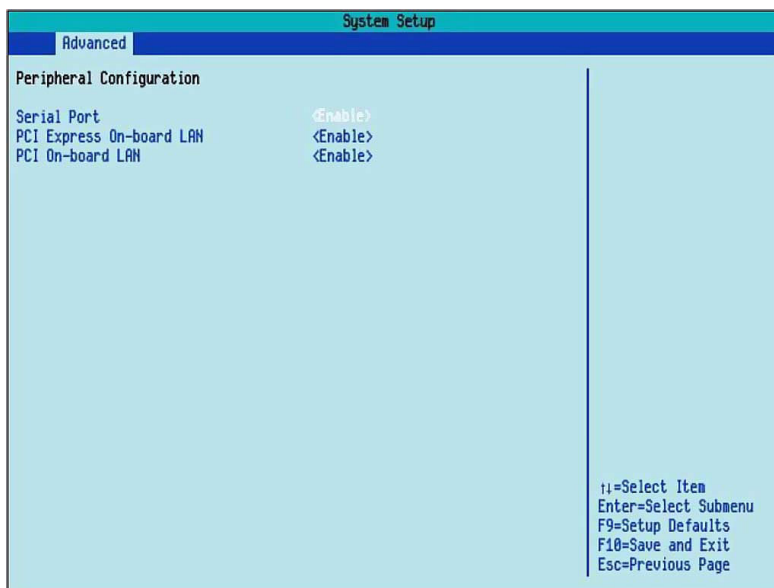 System Setup
Advanced
Peripheral Configuration
Serial Port <Enable>
PCI Express On-board LAN <Enable>
PCI On-board LAN <Enable>
↑↓=Select Item
Enter=Select Submenu
F9=Setup Defaults
F10=Save and Exit
Esc=Previous Page